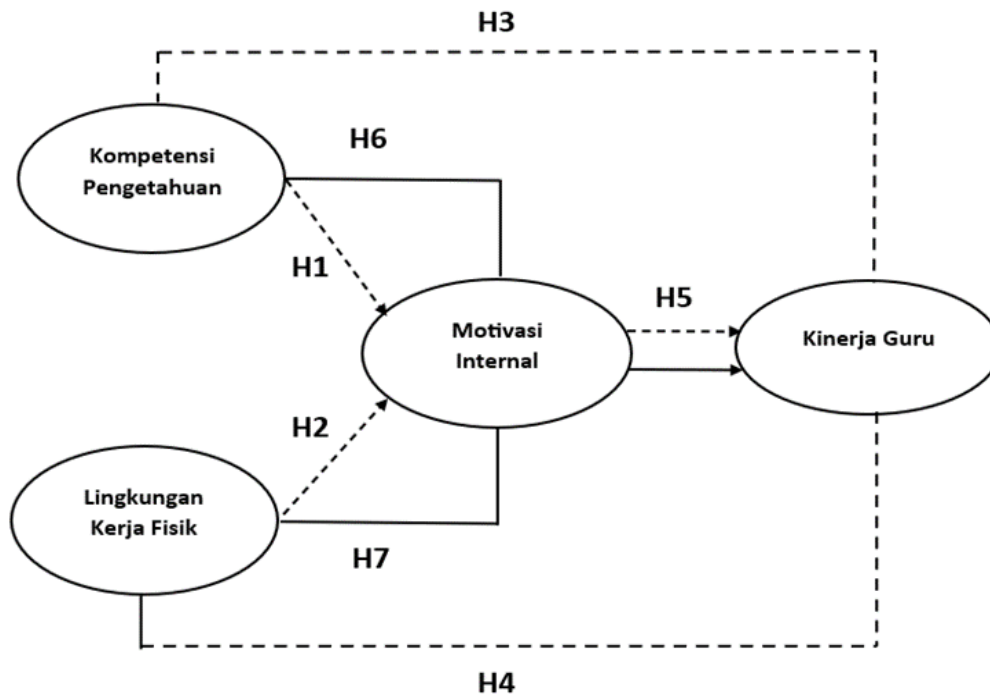 H3
Kompetensi
Pengetahuan
H6
H1
Motivasi
Internal
H5
Kinerja Guru
H2
Lingkungan
Kerja Fisik
H7
H4